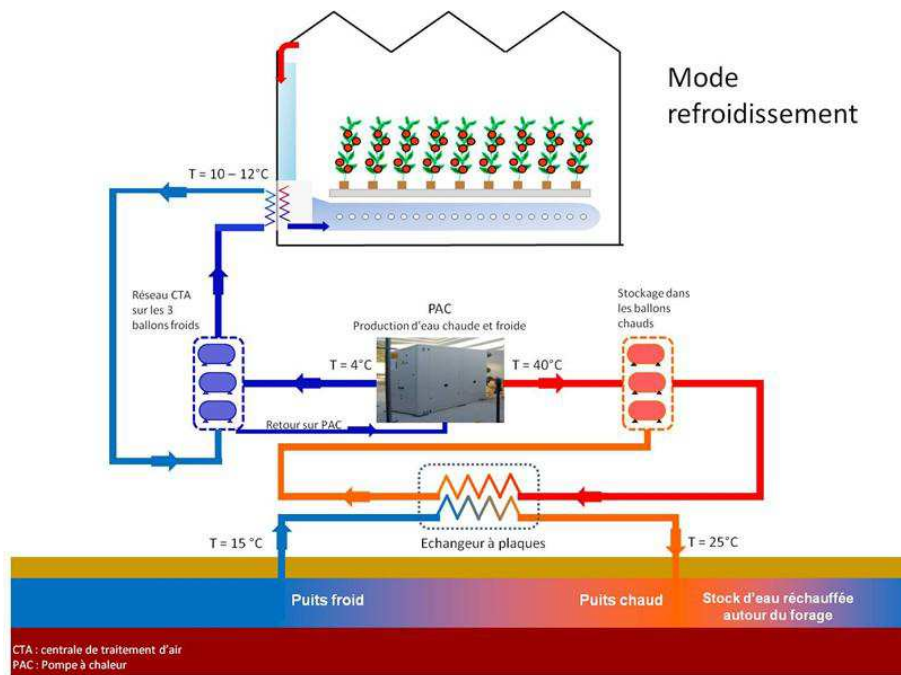 Mode
refroidissement
T = 10 – 12°C
Réseau CTA
sur les 3
ballons froids
PAC
Production d'eau chaude et froide
Stockage dans
les ballons
chauds
T = 4°C
T = 40°C
Retour sur PAC
Echangeur à plaques
T = 15 °C
T = 25°C
Puits froid
Puits chaud
Stock d'eau réchauffée
autour du forage
CTA : centrale de traitement d'air
PAC : Pompe à chaleur